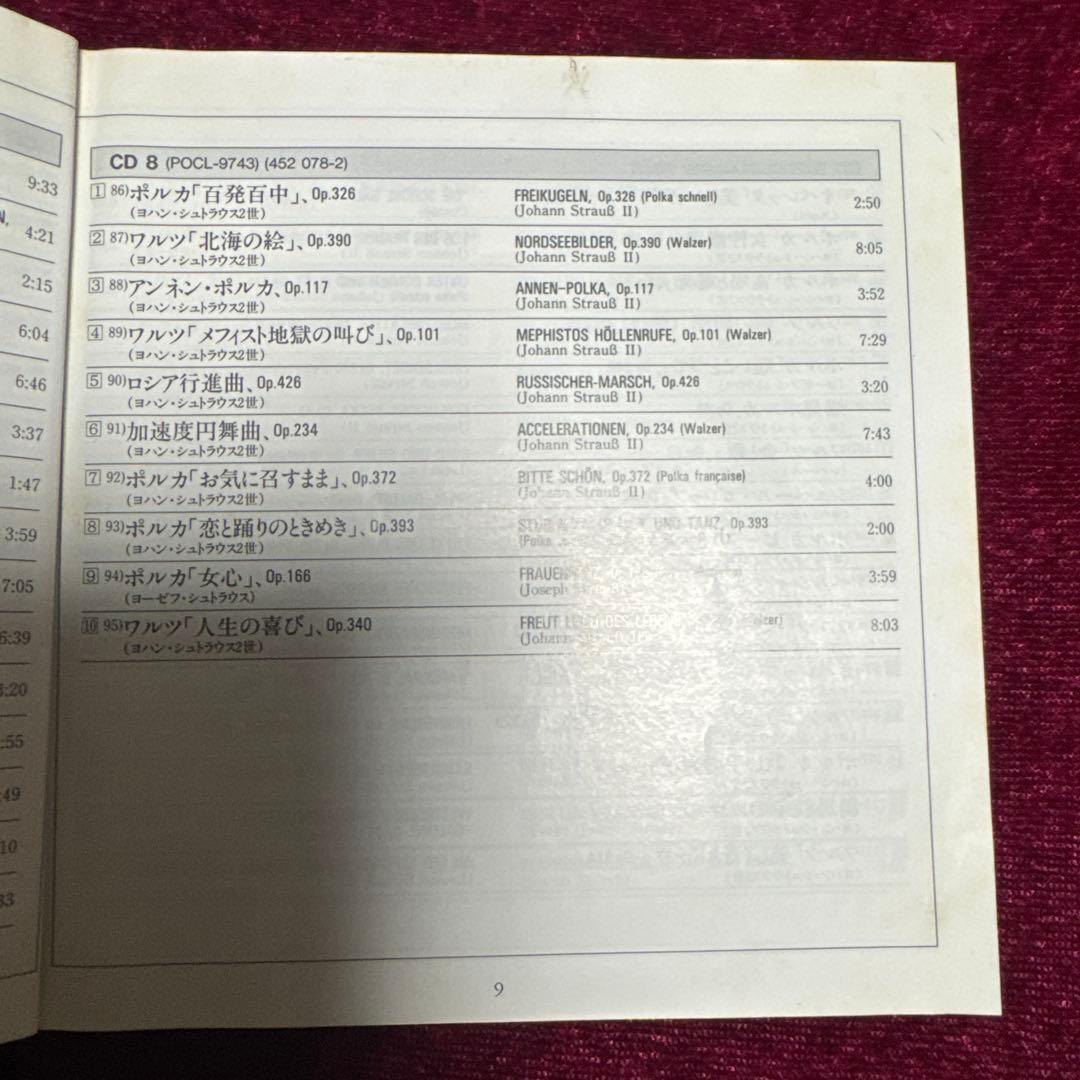 9:33
4:21
2:15
6:04
6:46
3:37
1:47
3:59
7:05
6:39
:20
:55
:49
10
33
CD 8 (POCL-9743) (452 078-2)
1 86)ポルカ「百発百中」、Op.326 FREIKUGELN, Op.326 (Polka schnell) 2:50
(ヨハン・シュトラウス2世) (Johann Strauß II)
2 87)ワルツ「北海の絵」、Op.390 NORDSEEBILDER, Op.390 (Walzer) 8:05
(ヨハン・シュトラウス2世) (Johann Strauß II)
3 88)アンネン・ポルカ、Op.117 ANNEN-POLKA, Op.117 3:52
(ヨハン・シュトラウス2世) (Johann Strauß II)
4 89)ワルツ「メフィスト地獄の叫び」、Op.101 MEPHISTOS HÖLLENRUFE, Op.101 (Walzer) 7:29
(ヨハン・シュトラウス2世) (Johann Strauß II)
5 90)ロシア行進曲、Op.426 RUSSISCHER-MARSCH, Op.426 3:20
(ヨハン・シュトラウス2世) (Johann Strauß II)
6 91)加速度円舞曲、Op.234 ACCELERATIONEN, Op.234 (Walzer) 7:43
(ヨハン・シュトラウス2世) (Johann Strauß II)
7 92)ポルカ「お気に召すまま」、Op.372 BITTE SCHÖN, Op.372 (Polka française) 4:00
(ヨハン・シュトラウス2世) (Johann Strauß II)
8 93)ポルカ「恋と踊りのときめき」、Op.393 UND TANZ, Op.393 2:00
(ヨハン・シュトラウス2世) (Polka
9 94)ポルカ「女心」、Op.166 3:59
(ヨーゼフ・シュトラウス) (Joseph
10 95)ワルツ「人生の喜び」、Op.340 FREUT DES 8:03
(ヨハン・シュトラウス2世) (Johann
9